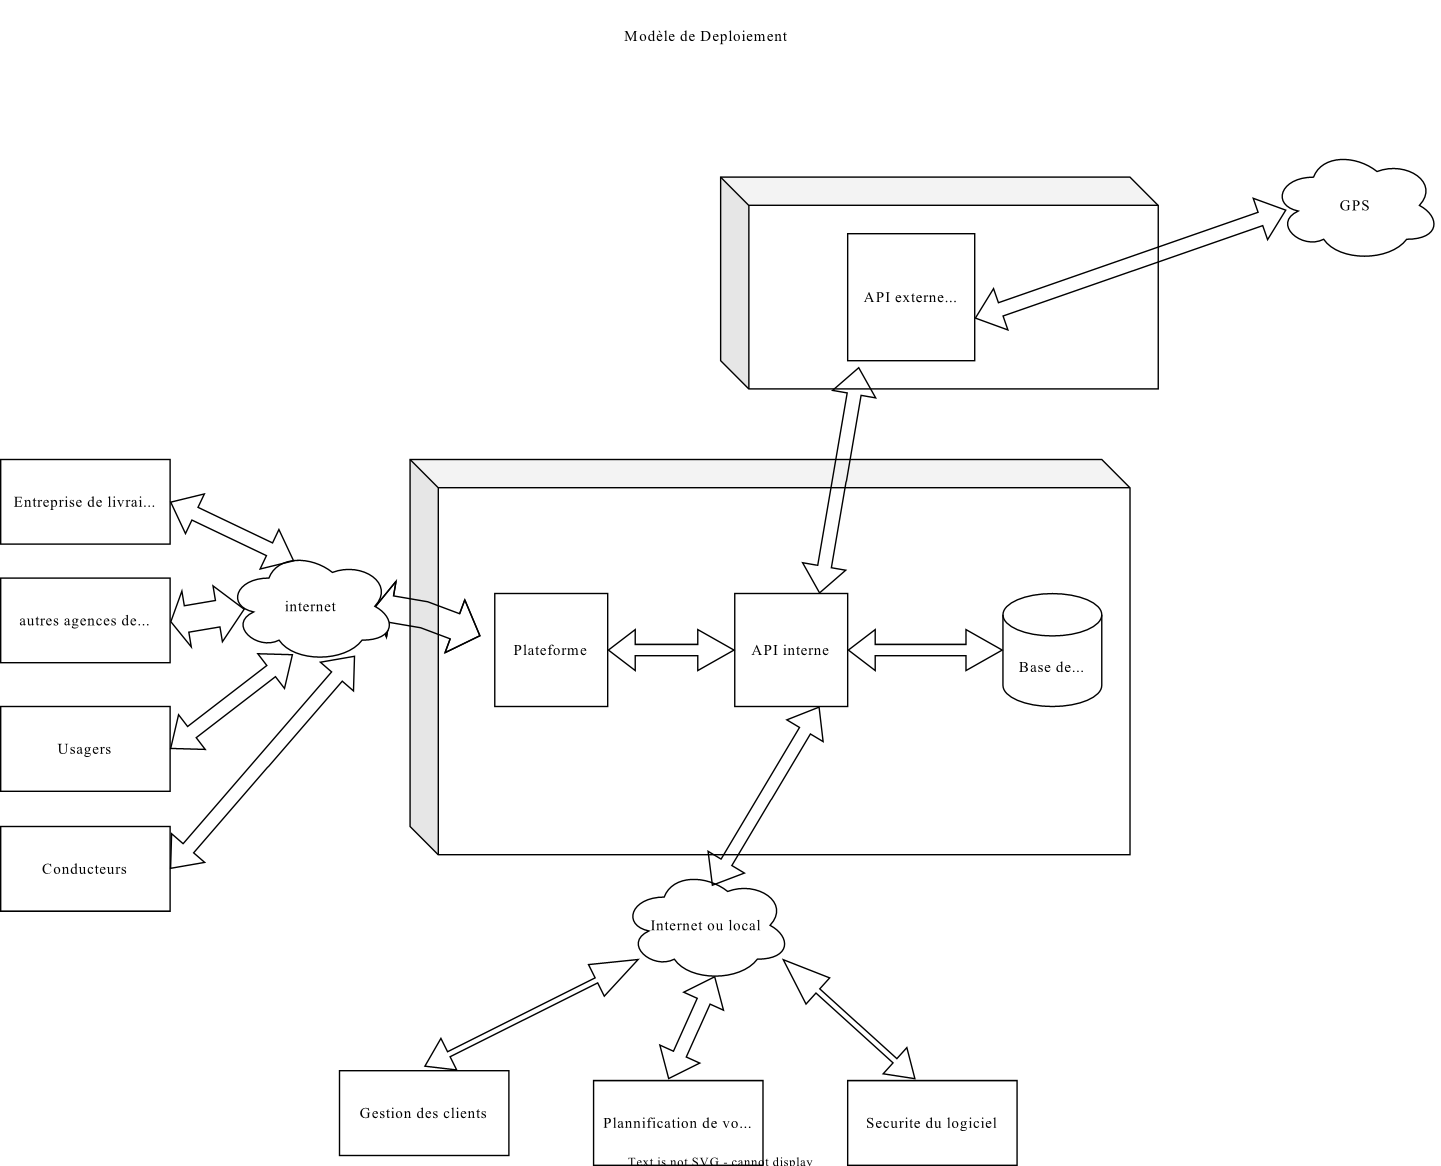 Modèle de Deploiement
GPS
API externe...
Entreprise de livrai...
internet
autres agences de...
Plateforme
API interne
Base de...
Usagers
Conducteurs
Internet ou local
Gestion des clients
Plannification de vo...
Securite du logiciel
Text is not SVG - cannot display